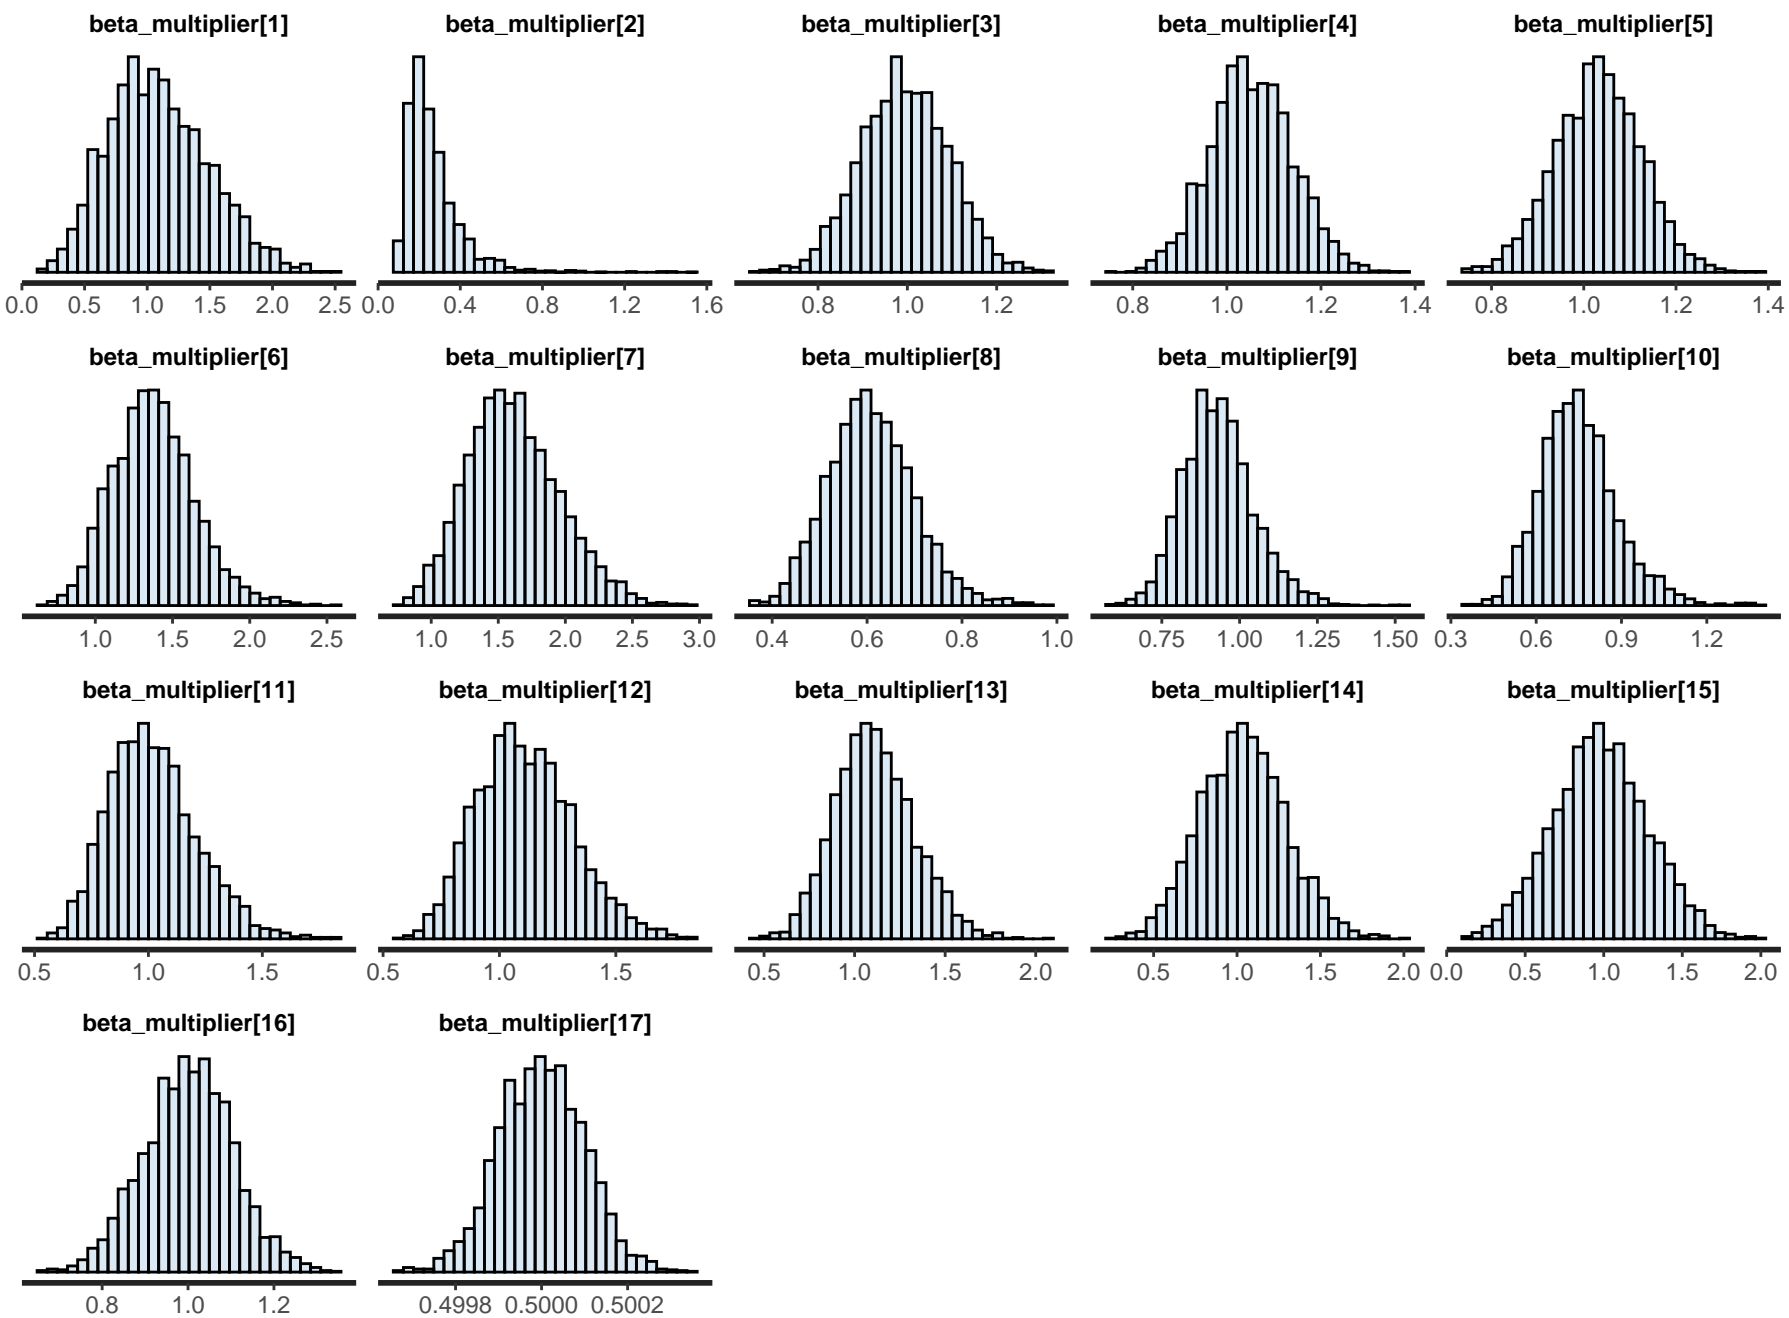 beta_multiplier[1] beta_multiplier[2] beta_multiplier[3] beta_multiplier[4] beta_multiplier[5]
0.0 0.5 1.0 1.5 2.0 2.5 0.0 0.4 0.8 1.2 1.6 0.8 1.0 1.2 0.8 1.0 1.2 1.4 0.8 1.0 1.2 1.4
beta_multiplier[6] beta_multiplier[7] beta_multiplier[8] beta_multiplier[9] beta_multiplier[10]
1.0 1.5 2.0 2.5 1.0 1.5 2.0 2.5 3.0 0.4 0.6 0.8 1.0 0.75 1.00 1.25 1.50 0.3 0.6 0.9 1.2
beta_multiplier[11] beta_multiplier[12] beta_multiplier[13] beta_multiplier[14] beta_multiplier[15]
0.5 1.0 1.5 0.5 1.0 1.5 0.5 1.0 1.5 2.0 0.5 1.0 1.5 2.0 0.0 0.5 1.0 1.5 2.0
beta_multiplier[16] beta_multiplier[17]
0.8 1.0 1.2 0.4998 0.5000 0.5002